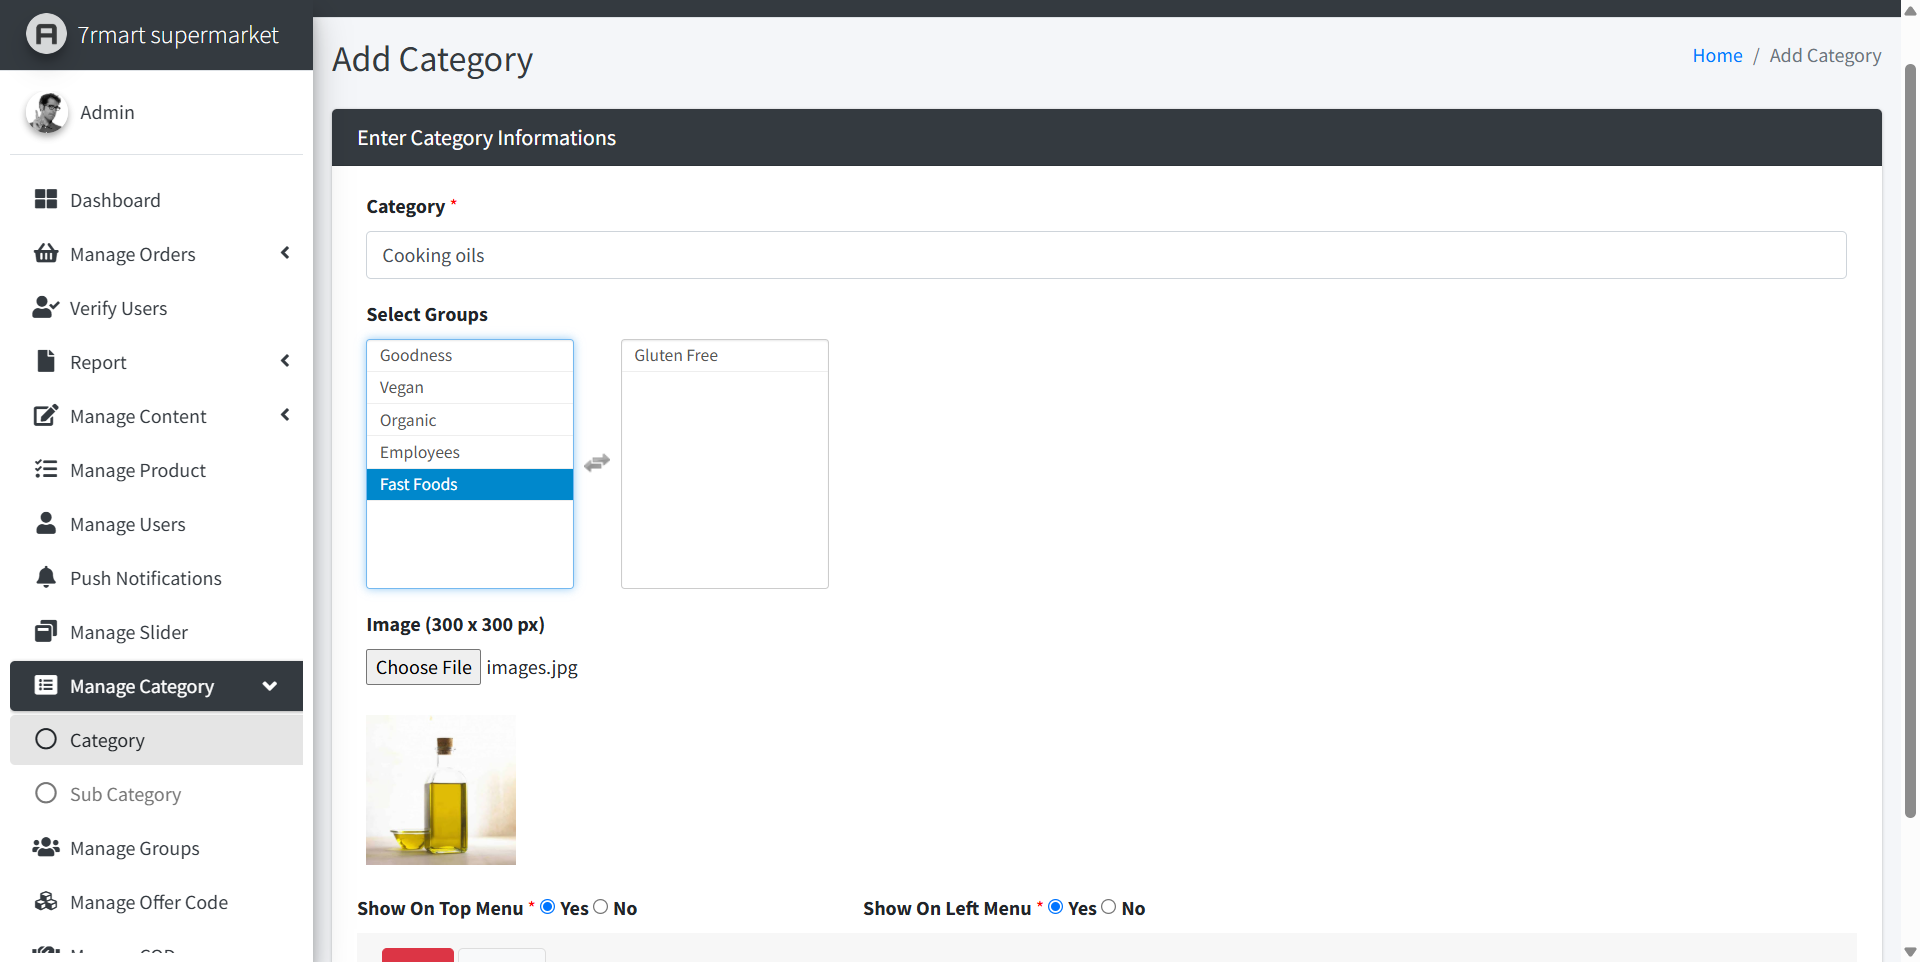 7rmart supermarket
Admin
Dashboard
Manage Orders
Verify Users
Report
Manage Content
Manage Product
Manage Users
Push Notifications
Manage Slider
Manage Category
Category
Sub Category
Manage Groups
Manage Offer Code
Add Category
Home / Add Category
Enter Category Informations
Category *
Cooking oils
Select Groups
Goodness
Vegan
Organic
Employees
Fast Foods
Gluten Free
Image (300 x 300 px)
Choose File images.jpg
Show On Top Menu * Yes No
Show On Left Menu * Yes No